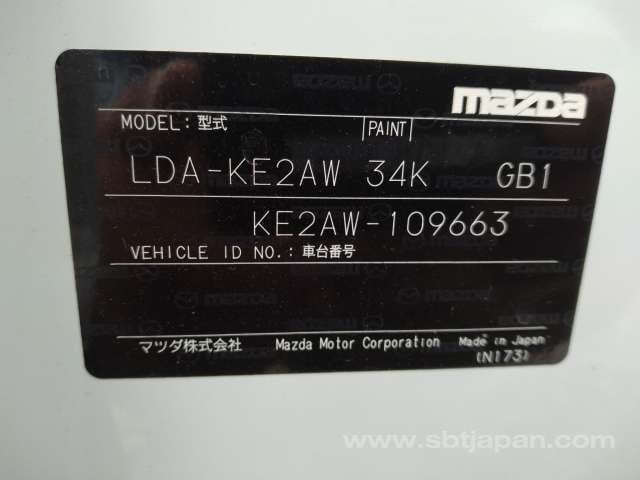 mazda
MODEL: 型式 |PAINT|
LDA-KE2AW 34K GB1
KE2AW-109663
VEHICLE ID NO.: 車台番号
マツダ株式会社 Mazda Motor Corporation Made in Japan
(N173)
www.sbtjapan.com